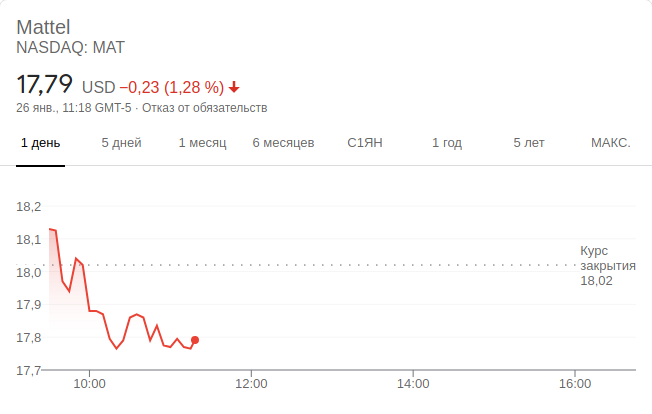 Mattel
NASDAQ: MAT
17,79 USD −0,23 (1,28 %)
26 янв., 11:18 GMT-5 · Отказ от обязательств
1 день 5 дней 1 месяц 6 месяцев С1ЯН 1 год 5 лет МАКС.
18,2
18,1
18,0
17,9
17,8
17,7
Курс
закрытия
18,02
10:00 12:00 14:00 16:00